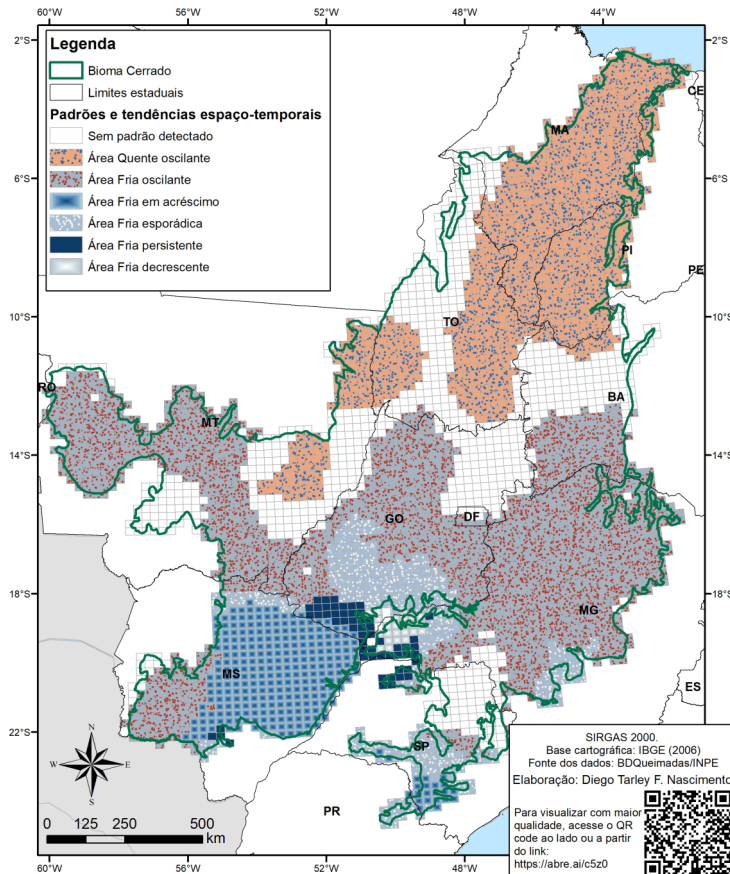 60°W 56°W 52°W 48°W 44°W
2°S
6°S
10°S
14°S
18°S
22°S
2°S
6°S
10°S
14°S
18°S
22°S
Legenda
Bioma Cerrado
Limites estaduais
Padrões e tendências espaço-temporais
Sem padrão detectado
Área Quente oscilante
Área Fria oscilante
Área Fria em acréscimo
Área Fria esporádica
Área Fria persistente
Área Fria decrescente
CE
MA
PI
PE
TO
RO
BA
MT
GO
DF
MG
MS
ES
SP
PR
N
W E
S
0 125 250 500
km
SIRGAS 2000.
Base cartográfica: IBGE (2006)
Fonte dos dados: BDQueimadas/INPE
Elaboração: Diego Tarley F. Nascimento
Para visualizar com maior
qualidade, acesse o QR
code ao lado ou a partir
do link:
https://abre.ai/c5z0
60°W 56°W 52°W 48°W 44°W